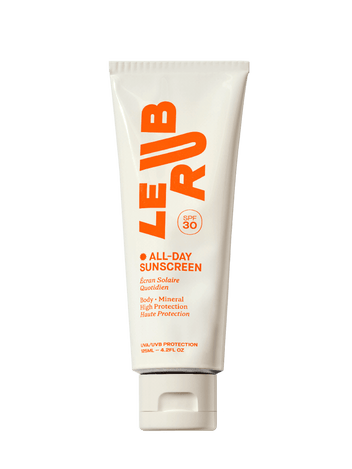 LE RUB
SPF
30
ALL-DAY
SUNSCREEN
Écran Solaire
Quotidien
Body - Mineral
High Protection
Haute Protection
UVA/UVB PROTECTION
125ML – 4.2FL OZ